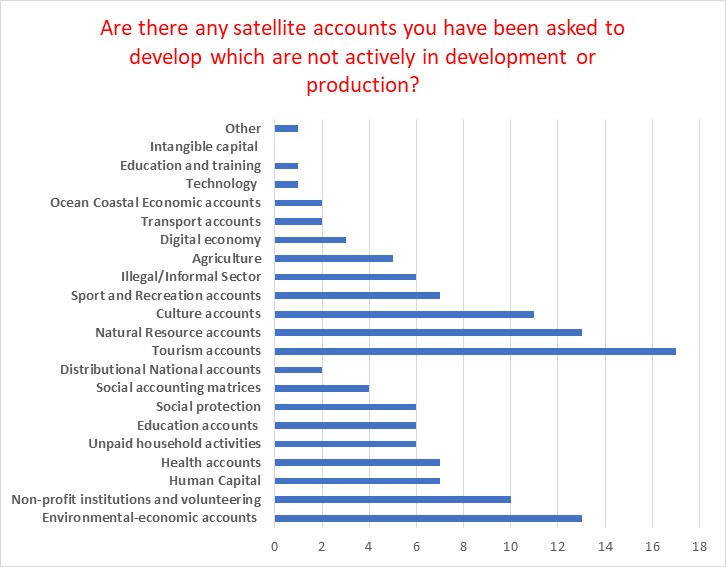 Are there any satellite accounts you have been asked to
develop which are not actively in development or
production?
Other
Intangible capital
Education and training
Technology
Ocean Coastal Economic accounts
Transport accounts
Digital economy
Agriculture
Illegal/Informal Sector
Sport and Recreation accounts
Culture accounts
Natural Resource accounts
Tourism accounts
Distributional National accounts
Social accounting matrices
Social protection
Education accounts
Unpaid household activities
Health accounts
Human Capital
Non-profit institutions and volunteering
Environmental-economic accounts
0 2 4 6 8 10 12 14 16 18